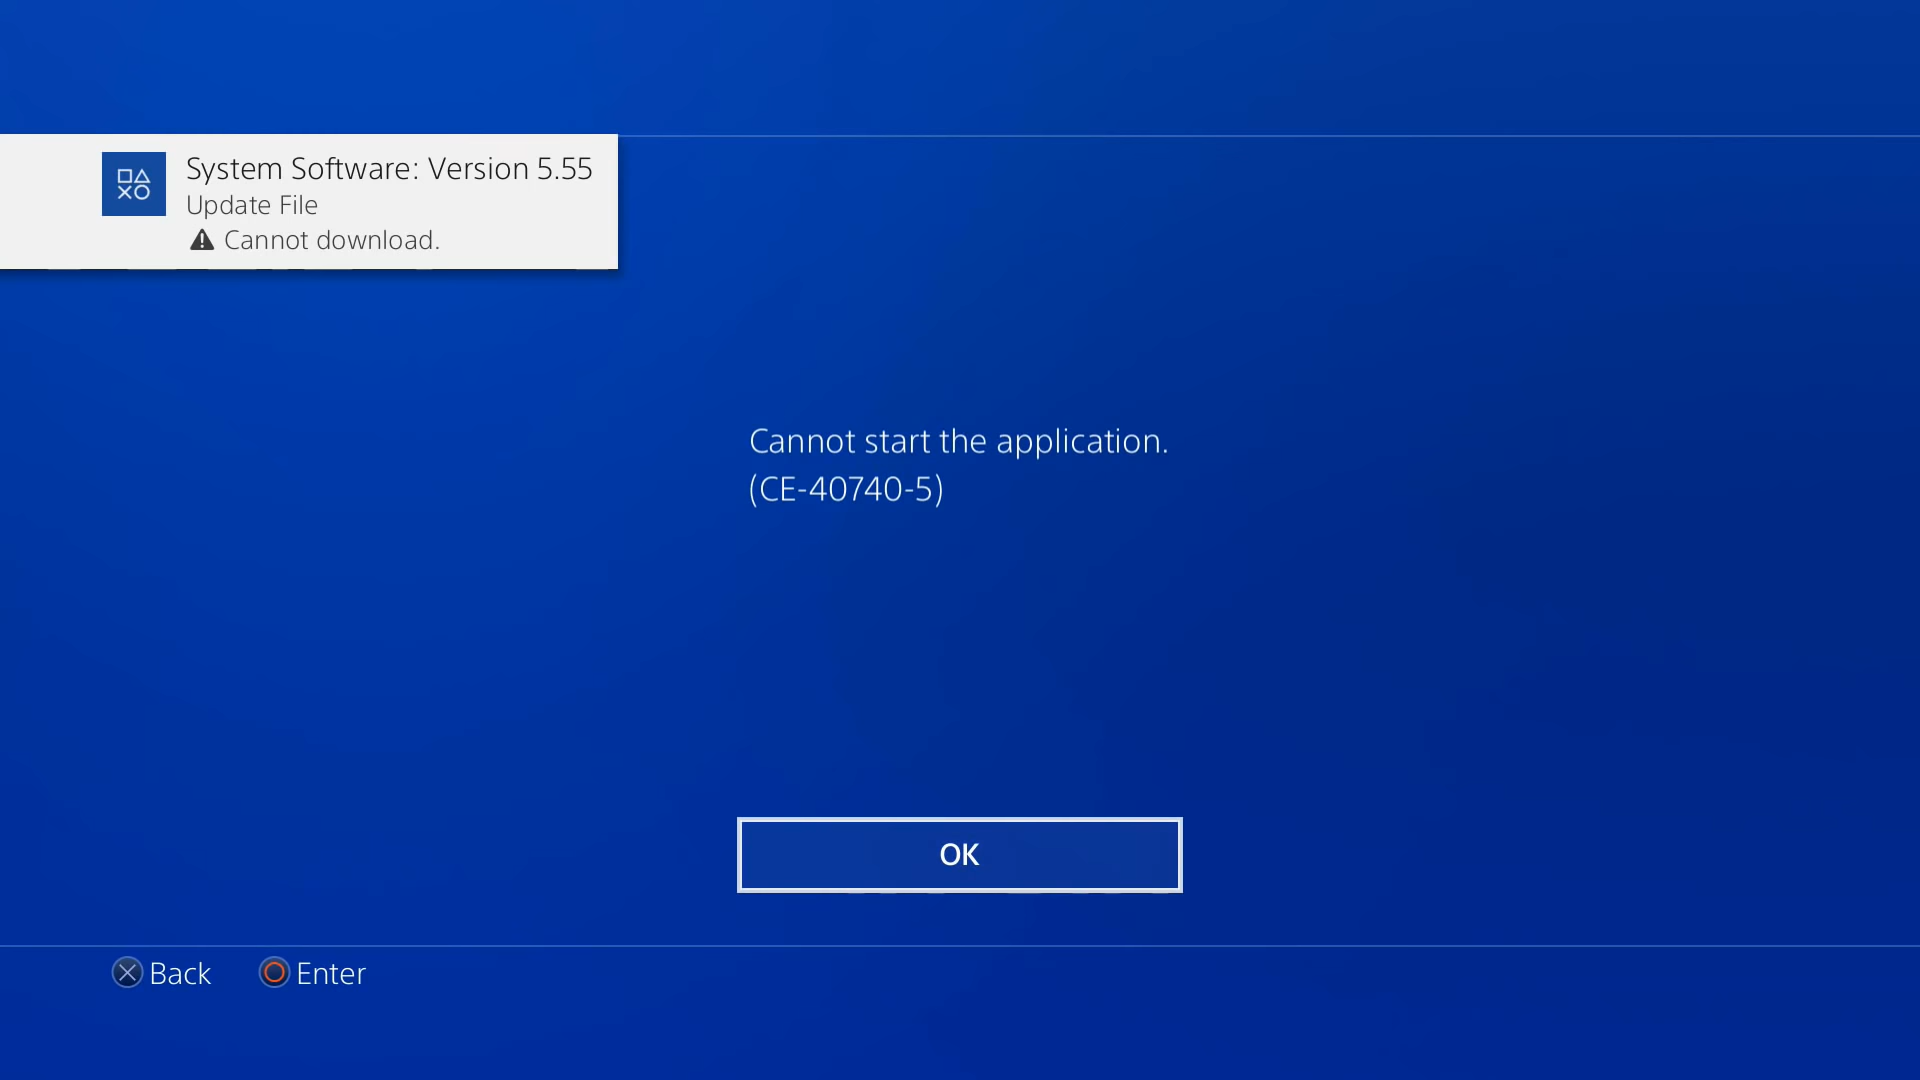 System Software: Version 5.55
Update File
Cannot download.
Cannot start the application.
(CE-40740-5)
OK
Back Enter